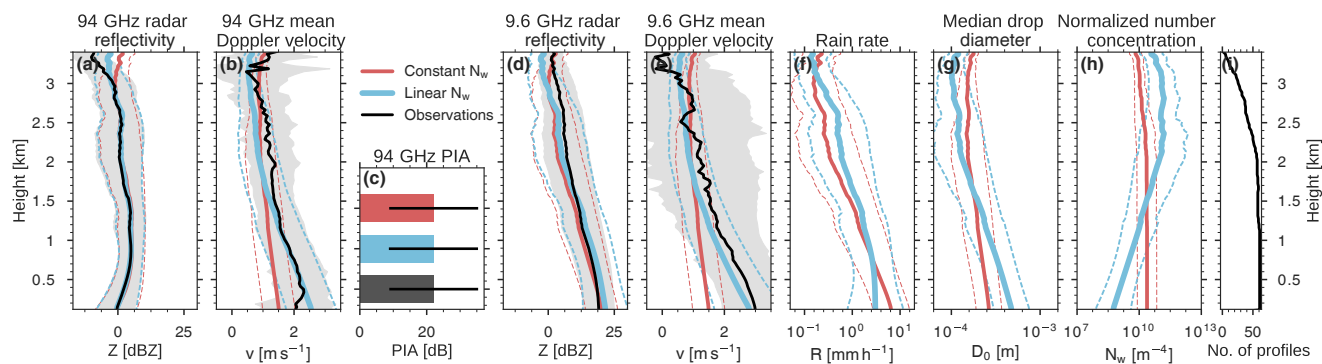 94 GHz radar
reflectivity
94 GHz mean
Doppler velocity
9.6 GHz radar
reflectivity
9.6 GHz mean
Doppler velocity
Rain rate
Median drop
diameter
Normalized number
concentration
(a)
(b)
(d)
(e)
(f)
(g)
(h)
(i)
Constant N_w
Linear N_w
Observations
94 GHz PIA
(c)
Height [km]
3
2.5
2
1.5
1
0.5
0 25
Z [dBZ]
0 2
v [m s⁻¹]
0 20
PIA [dB]
0 25
Z [dBZ]
0 2
v [m s⁻¹]
10⁻¹ 10⁰ 10¹
R [mm h⁻¹]
10⁻⁴ 10⁻³
D₀ [m]
10⁷ 10¹⁰ 10¹³
N_w [m⁻⁴]
50
No. of profiles
3
2.5
2
1.5
1
0.5
Height [km]